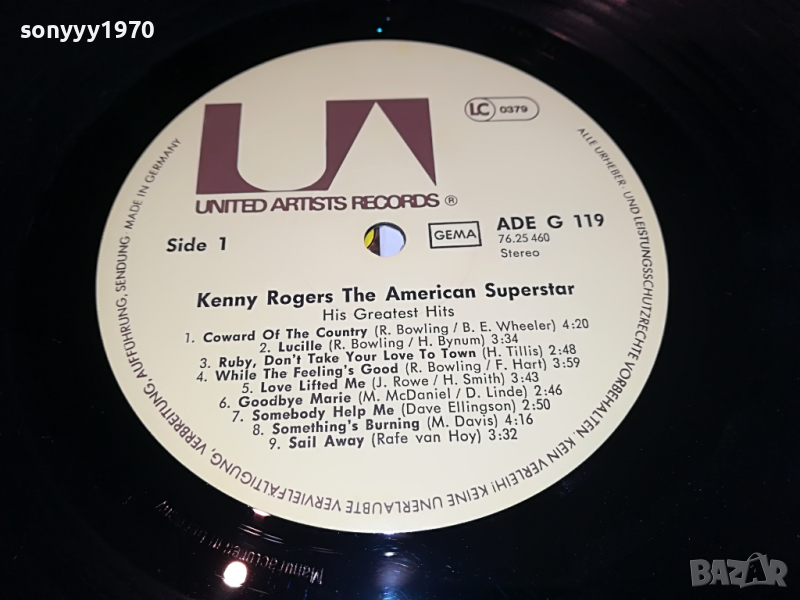 sonyyy1970
LC 0379
UA
UNITED ARTISTS RECORDS ®
Side 1
GEMA
ADE G 119
76.25 460
Stereo
Kenny Rogers The American Superstar
His Greatest Hits
1. Coward Of The Country (R. Bowling / B. E. Wheeler) 4:20
2. Lucille (R. Bowling / H. Bynum) 3:34
3. Ruby, Don't Take Your Love To Town (H. Tillis) 2:48
4. While The Feeling's Good (R. Bowling / F. Hart) 3:59
5. Love Lifted Me (J. Rowe / H. Smith) 3:43
6. Goodbye Marie (M. McDaniel / D. Linde) 2:46
7. Somebody Help Me (Dave Ellingson) 2:50
8. Something's Burning (M. Davis) 4:16
9. Sail Away (Rafe van Hoy) 3:32
ALLE URHEBER- UND LEISTUNGSSCHUTZRECHTE VORBEHALTEN. KEIN VERLEIH! KEINE UNERLAUBTE VERVIELFÄLTIGUNG, VERBREITUNG, AUFFÜHRUNG, SENDUNG MADE IN GERMANY
Manufactured in Germany
BAZAR